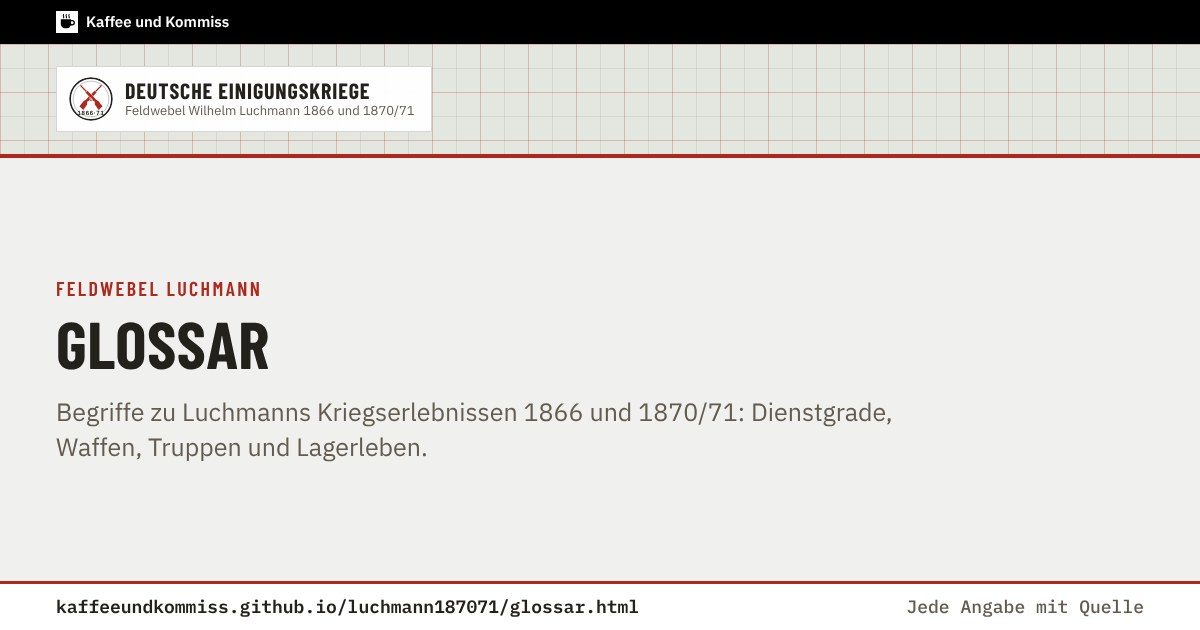 Kaffee und Kommiss
DEUTSCHE EINIGUNGSKRIEGE
Feldwebel Wilhelm Luchmann 1866 und 1870/71
1866·71
FELDWEBEL LUCHMANN
GLOSSAR
Begriffe zu Luchmanns Kriegserlebnissen 1866 und 1870/71: Dienstgrade,
Waffen, Truppen und Lagerleben.
kaffeeundkommiss.github.io/luchmann187071/glossar.html
Jede Angabe mit Quelle